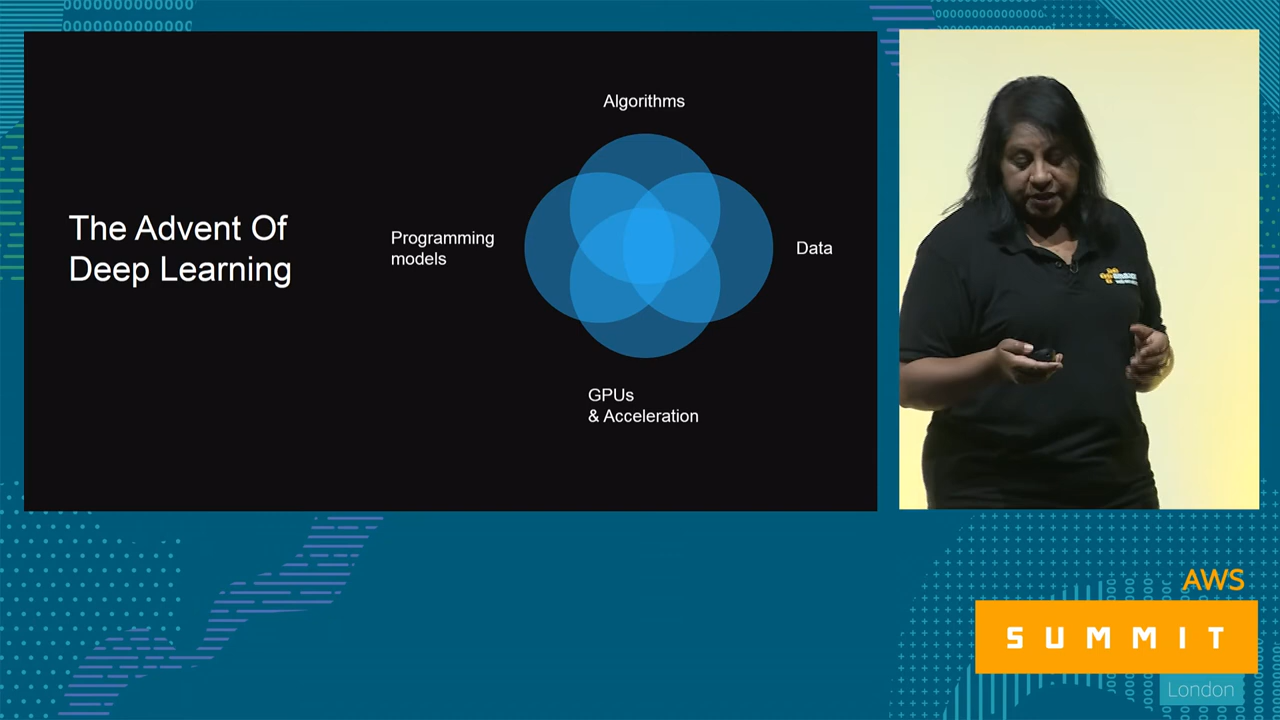 The Advent Of
Deep Learning
Algorithms
Programming
models
Data
GPUs
& Acceleration
AWS
SUMMIT
London